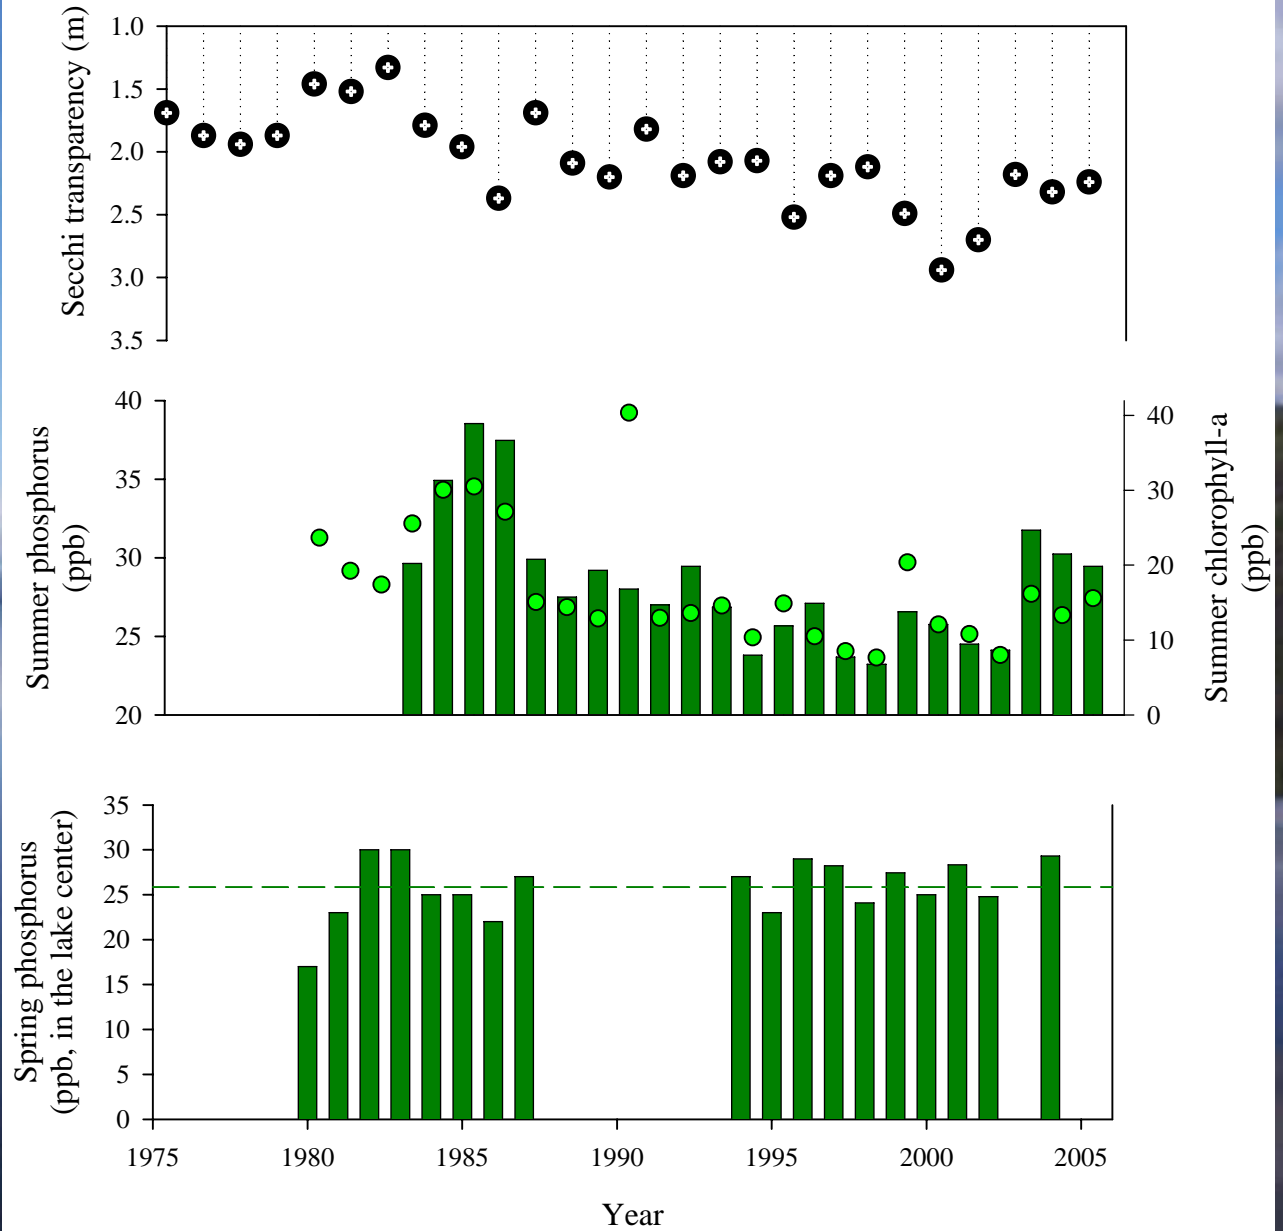 Secchi transparency (m)
1.0
1.5
2.0
2.5
3.0
3.5
Summer phosphorus
(ppb)
40
35
30
25
20
Summer chlorophyll-a
(ppb)
40
30
20
10
0
Spring phosphorus
(ppb, in the lake center)
35
30
25
20
15
10
5
0
1975 1980 1985 1990 1995 2000 2005
Year